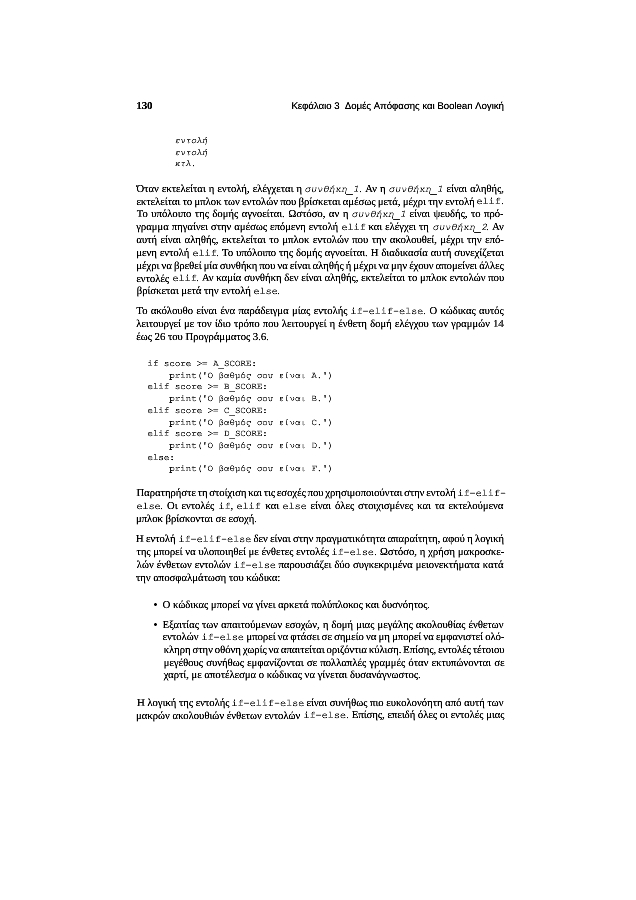 130 Κεφάλαιο 3 Δομές Απόφασης και Boolean Λογική
εντολή
εντολή
κτλ.
Όταν εκτελείται η εντολή, ελέγχεται η συνθήκη_1. Αν η συνθήκη_1 είναι αληθής,
εκτελείται το μπλοκ των εντολών που βρίσκεται αμέσως μετά, μέχρι την εντολή elif.
Το υπόλοιπο της δομής αγνοείται. Ωστόσο, αν η συνθήκη_1 είναι ψευδής, το πρό-
γραμμα πηγαίνει στην αμέσως επόμενη εντολή elif και ελέγχει τη συνθήκη_2. Αν
αυτή είναι αληθής, εκτελείται το μπλοκ εντολών που την ακολουθεί, μέχρι την επό-
μενη εντολή elif. Το υπόλοιπο της δομής αγνοείται. Η διαδικασία αυτή συνεχίζεται
μέχρι να βρεθεί μία συνθήκη που να είναι αληθής ή μέχρι να μην έχουν απομείνει άλλες
εντολές elif. Αν καμία συνθήκη δεν είναι αληθής, εκτελείται το μπλοκ εντολών που
βρίσκεται μετά την εντολή else.
Το ακόλουθο είναι ένα παράδειγμα μίας εντολής if-elif-else. Ο κώδικας αυτός
λειτουργεί με τον ίδιο τρόπο που λειτουργεί η ένθετη δομή ελέγχου των γραμμών 14
έως 26 του Προγράμματος 3.6.
if score >= A_SCORE:
print("Ο βαθμός σου είναι A.")
elif score >= B_SCORE:
print("Ο βαθμός σου είναι B.")
elif score >= C_SCORE:
print("Ο βαθμός σου είναι C.")
elif score >= D_SCORE:
print("Ο βαθμός σου είναι D.")
else:
print("Ο βαθμός σου είναι F.")
Παρατηρήστε τη στοίχιση και τις εσοχές που χρησιμοποιούνται στην εντολή if-elif-
else. Οι εντολές if, elif και else είναι όλες στοιχισμένες και τα εκτελούμενα
μπλοκ βρίσκονται σε εσοχή.
Η εντολή if-elif-else δεν είναι στην πραγματικότητα απαραίτητη, αφού η λογική
της μπορεί να υλοποιηθεί με ένθετες εντολές if-else. Ωστόσο, η χρήση μακροσκε-
λών ένθετων εντολών if-else παρουσιάζει δύο συγκεκριμένα μειονεκτήματα κατά
την αποσφαλμάτωση του κώδικα:
• Ο κώδικας μπορεί να γίνει αρκετά πολύπλοκος και δυσνόητος.
• Εξαιτίας των απαιτούμενων εσοχών, η δομή μιας μεγάλης ακολουθίας ένθετων
εντολών if-else μπορεί να φτάσει σε σημείο να μη μπορεί να εμφανιστεί ολό-
κληρη στην οθόνη χωρίς να απαιτείται οριζόντια κύλιση. Επίσης, εντολές τέτοιου
μεγέθους συνήθως εμφανίζονται σε πολλαπλές γραμμές όταν εκτυπώνονται σε
χαρτί, με αποτέλεσμα ο κώδικας να γίνεται δυσανάγνωστος.
Η λογική της εντολής if-elif-else είναι συνήθως πιο ευκολονόητη από αυτή των
μακρών ακολουθιών ένθετων εντολών if-else. Επίσης, επειδή όλες οι εντολές μιας